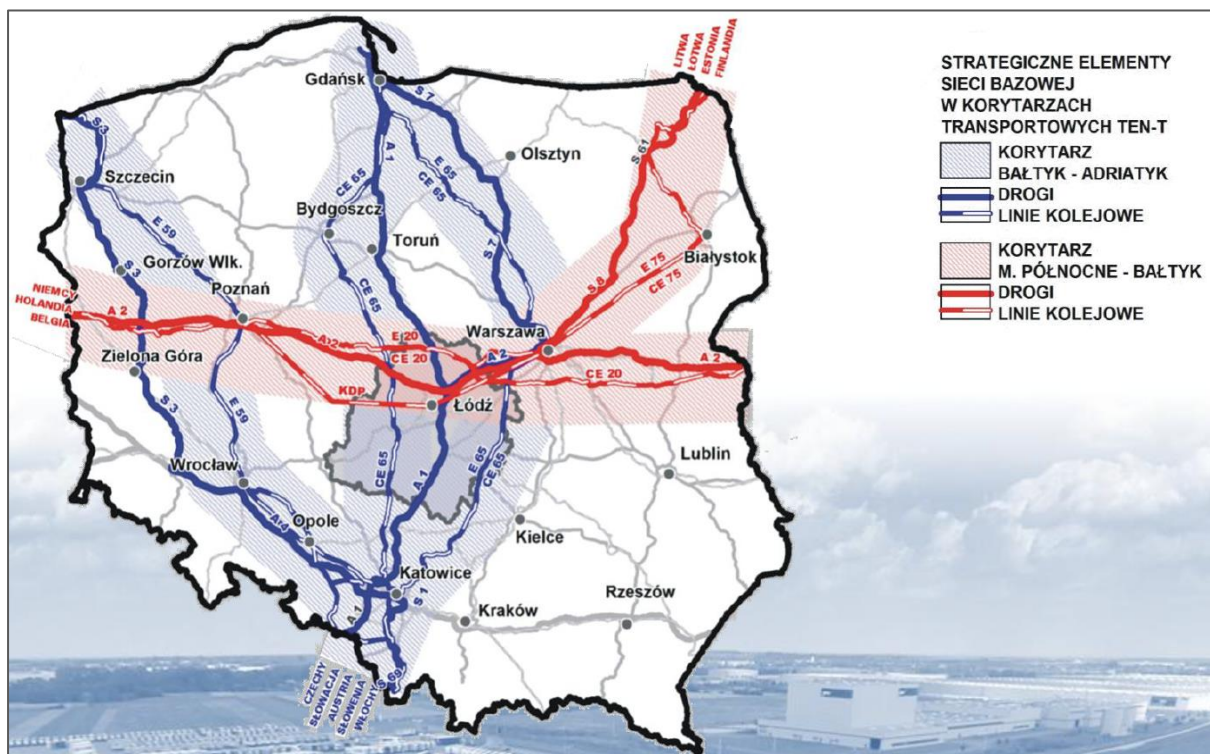 LITWA
ŁOTWA
ESTONIA
FINLANDIA
STRATEGICZNE ELEMENTY
SIECI BAZOWEJ
W KORYTARZACH
TRANSPORTOWYCH TEN-T
KORYTARZ
BAŁTYK - ADRIATYK
DROGI
LINIE KOLEJOWE
KORYTARZ
M. PÓŁNOCNE - BAŁTYK
DROGI
LINIE KOLEJOWE
Gdańsk
S 7
S 3
A 1
S 61
Olsztyn
Szczecin
CE 65
E 65
CE 65
Bydgoszcz
E 59
Toruń
S 7
Białystok
Gorzów Wlk.
S 3
S 8
E 75
CE 75
Poznań
NIEMCY
HOLANDIA
BELGIA
A 2
CE 65
Warszawa
A 2
E 20
CE 20
A 2
A 2
CE 20
Zielona Góra
KDP
Łódź
S 3
E 59
Wrocław
CE 65
A 1
E 65
CE 65
Lublin
A 4
Opole
Kielce
Katowice
S 1
Kraków
Rzeszów
A 1
S 69
CZECHY
SŁOWACJA
AUSTRIA
SŁOWENIA
WŁOCHY